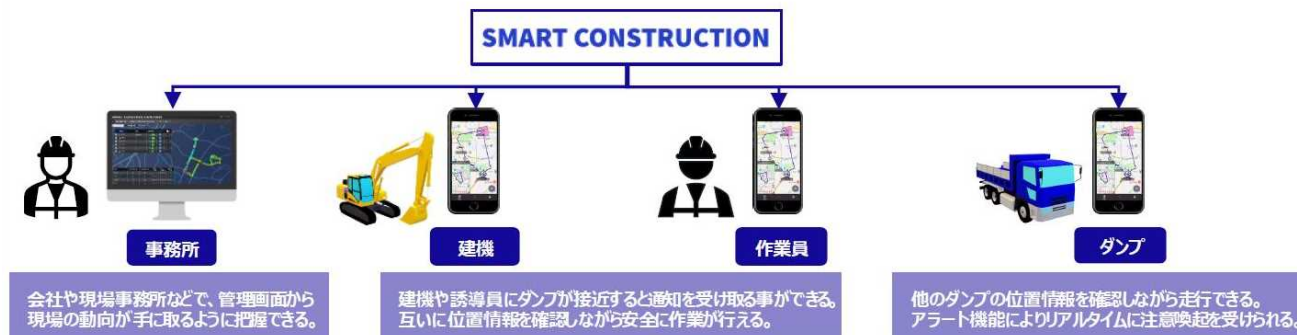 SMART CONSTRUCTION
事務所
建機
作業員
ダンプ
会社や現場事務所などで、管理画面から
現場の動向が手に取るように把握できる。
建機や誘導員にダンプが接近すると通知を受け取る事ができる。
互いに位置情報を確認しながら安全に作業が行える。
他のダンプの位置情報を確認しながら走行できる。
アラート機能によりリアルタイムに注意喚起を受けられる。